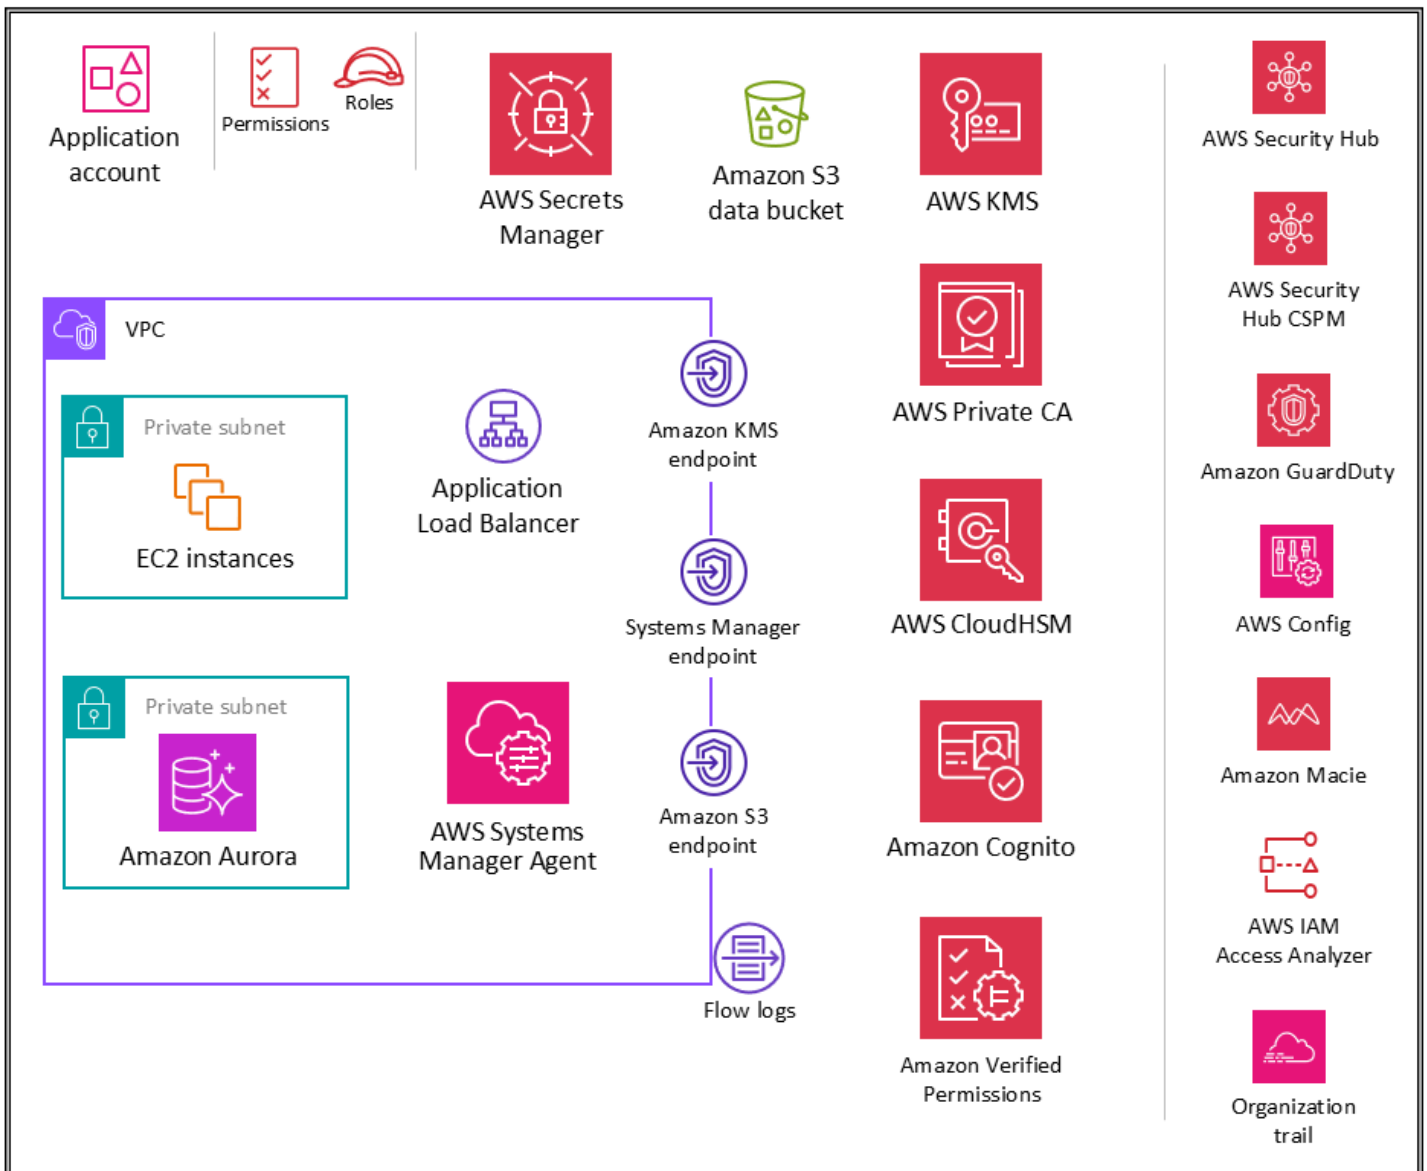 Application
account
Permissions
Roles
AWS Secrets
Manager
Amazon S3
data bucket
AWS KMS
VPC
Private subnet
EC2 instances
Application
Load Balancer
Amazon KMS
endpoint
Systems Manager
endpoint
Private subnet
Amazon Aurora
AWS Systems
Manager Agent
Amazon S3
endpoint
Flow logs
AWS Private CA
AWS CloudHSM
Amazon Cognito
Amazon Verified
Permissions
AWS Security Hub
AWS Security
Hub CSPM
Amazon GuardDuty
AWS Config
Amazon Macie
AWS IAM
Access Analyzer
Organization
trail